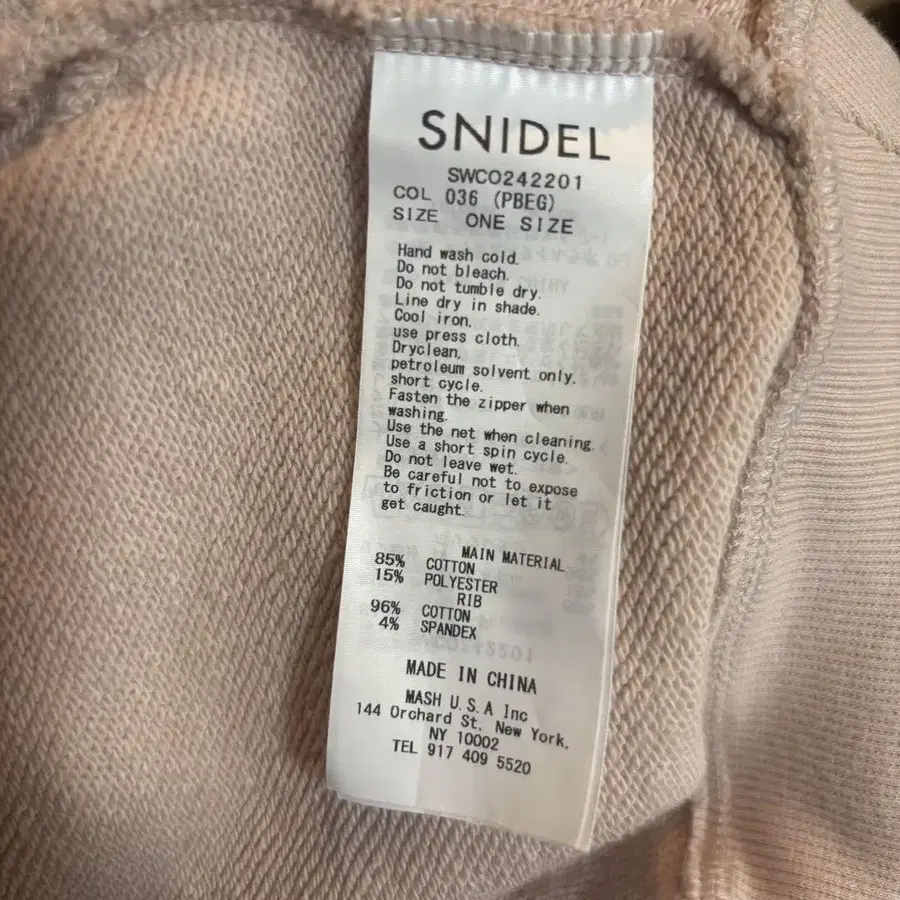 SNIDEL
SWCO242201
COL 036 (PBEG)
SIZE ONE SIZE
Hand wash cold.
Do not bleach.
Do not tumble dry.
Line dry in shade.
Cool iron,
use press cloth.
Dryclean,
petroleum solvent only.
short cycle.
Fasten the zipper when
washing.
Use the net when cleaning.
Use a short spin cycle.
Do not leave wet.
Be careful not to expose
to friction or let it
get caught.
MAIN MATERIAL
85% COTTON
15% POLYESTER
RIB
96% COTTON
4% SPANDEX
MADE IN CHINA
MASH U.S.A Inc
144 Orchard St, New York,
NY 10002
TEL 917 409 5520